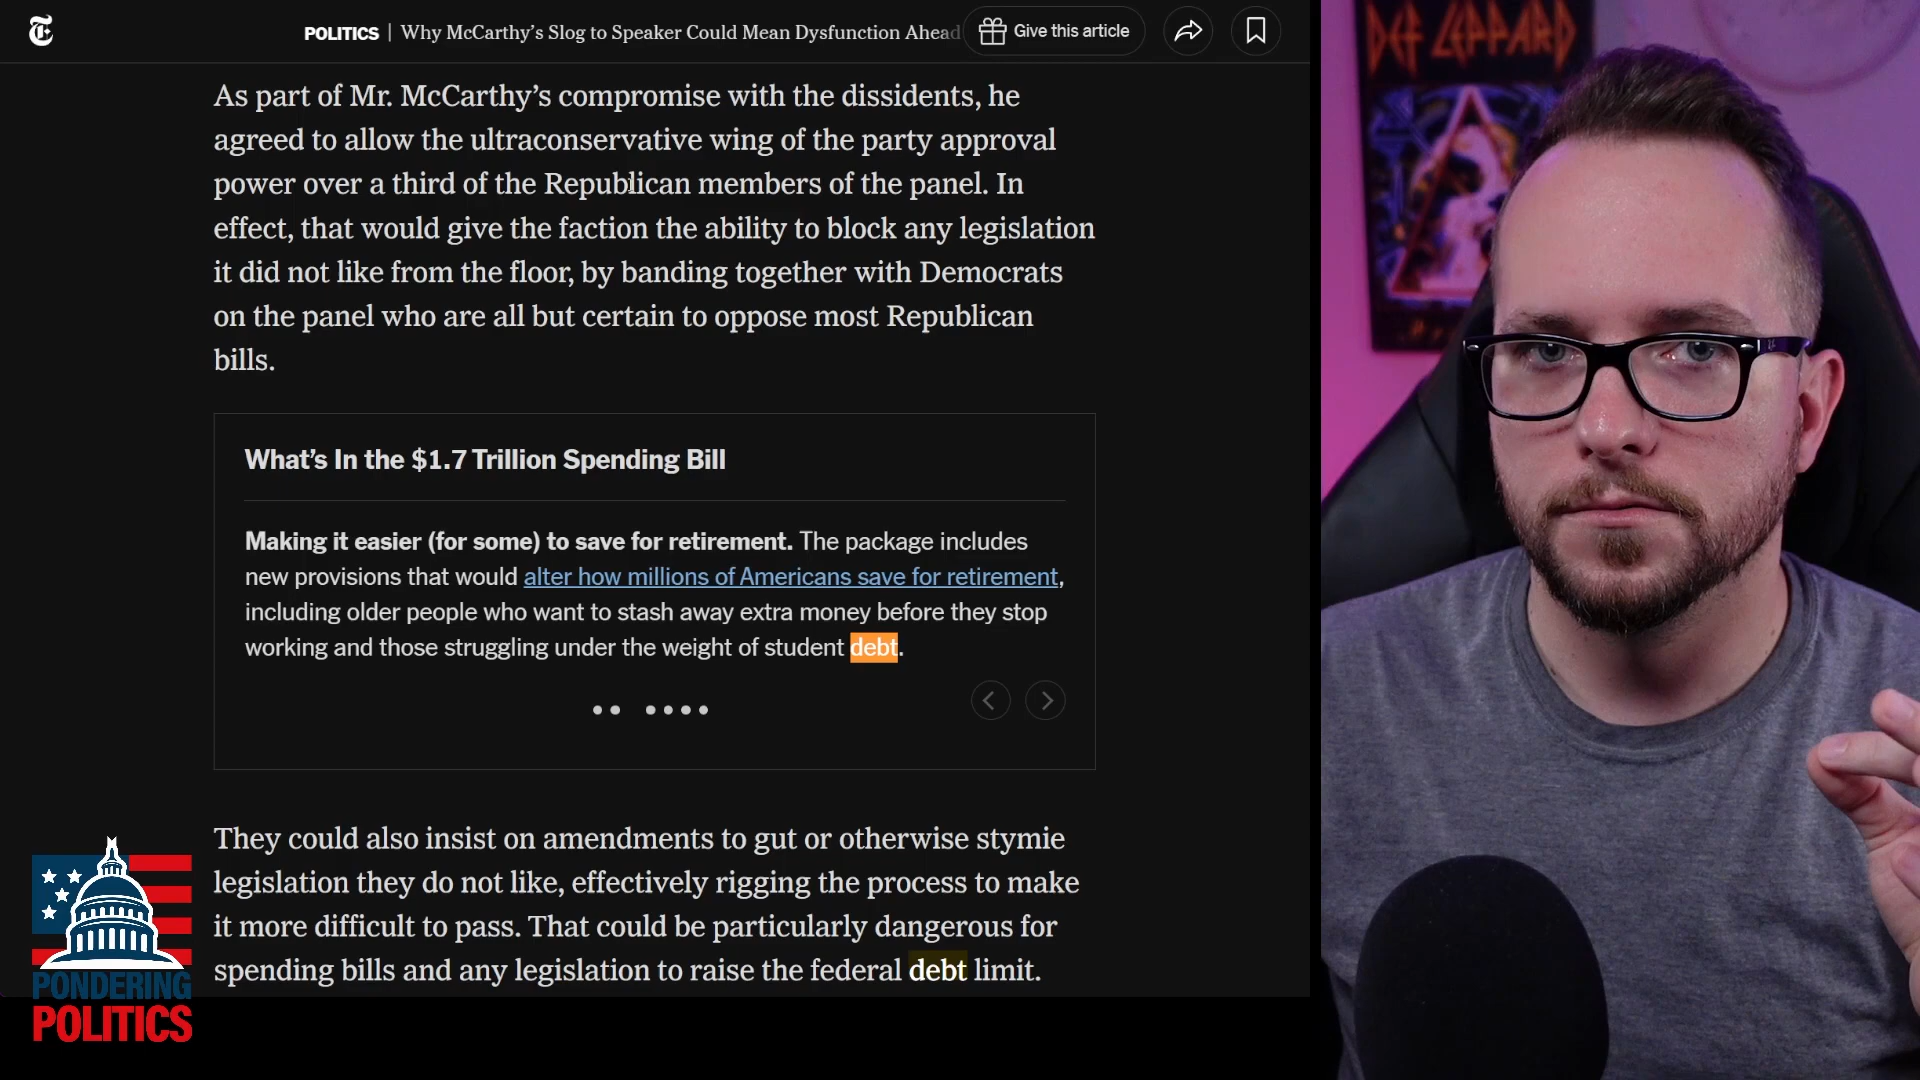 POLITICS | Why McCarthy’s Slog to Speaker Could Mean Dysfunction Ahead
Give this article
As part of Mr. McCarthy’s compromise with the dissidents, he
agreed to allow the ultraconservative wing of the party approval
power over a third of the Republican members of the panel. In
effect, that would give the faction the ability to block any legislation
it did not like from the floor, by banding together with Democrats
on the panel who are all but certain to oppose most Republican
bills.
What’s In the $1.7 Trillion Spending Bill
Making it easier (for some) to save for retirement. The package includes
new provisions that would alter how millions of Americans save for retirement,
including older people who want to stash away extra money before they stop
working and those struggling under the weight of student debt.
They could also insist on amendments to gut or otherwise stymie
legislation they do not like, effectively rigging the process to make
it more difficult to pass. That could be particularly dangerous for
spending bills and any legislation to raise the federal debt limit.
PONDERING
POLITICS
DEF LEPPARD